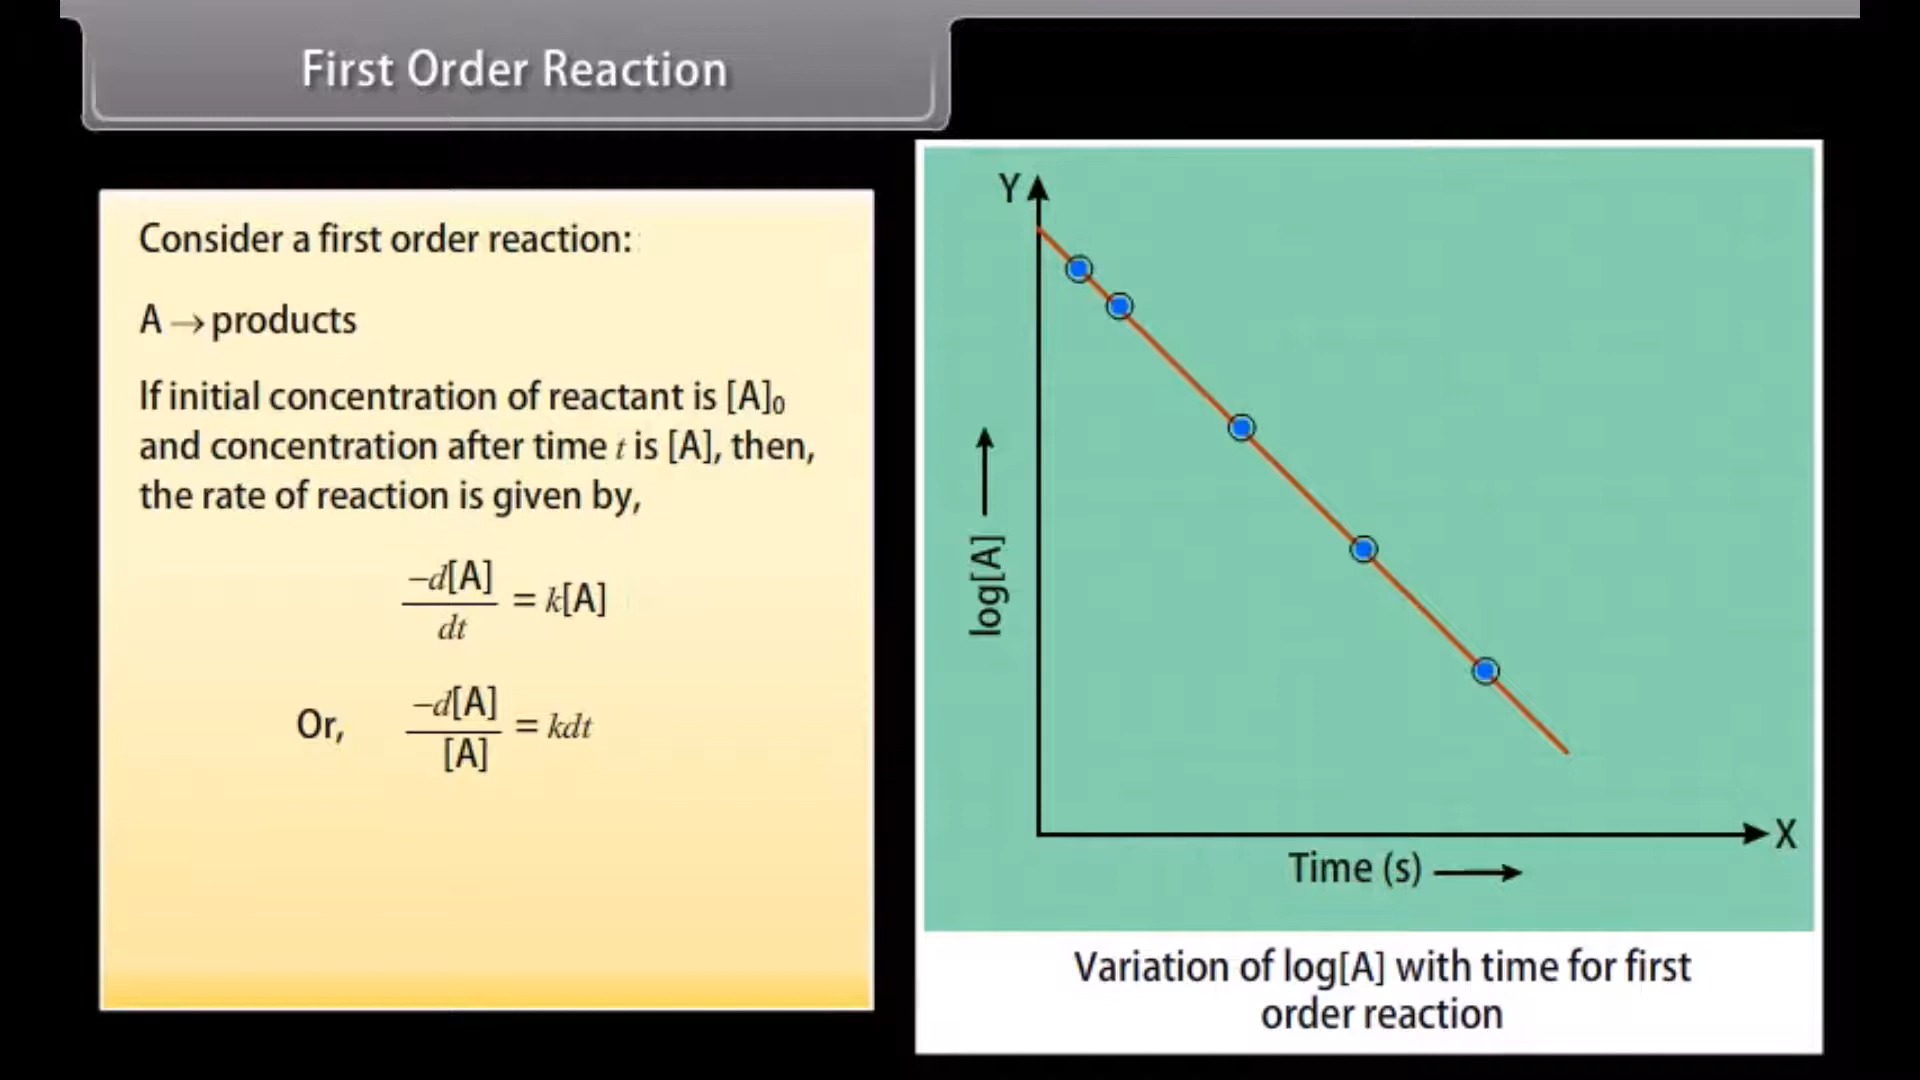 First Order Reaction
Consider a first order reaction:
A → products
If initial concentration of reactant is [A]₀
and concentration after time t is [A], then,
the rate of reaction is given by,
−d[A]/dt = k[A]
Or, −d[A]/[A] = kdt
Y
log[A] →
X
Time (s) →
Variation of log[A] with time for first
order reaction